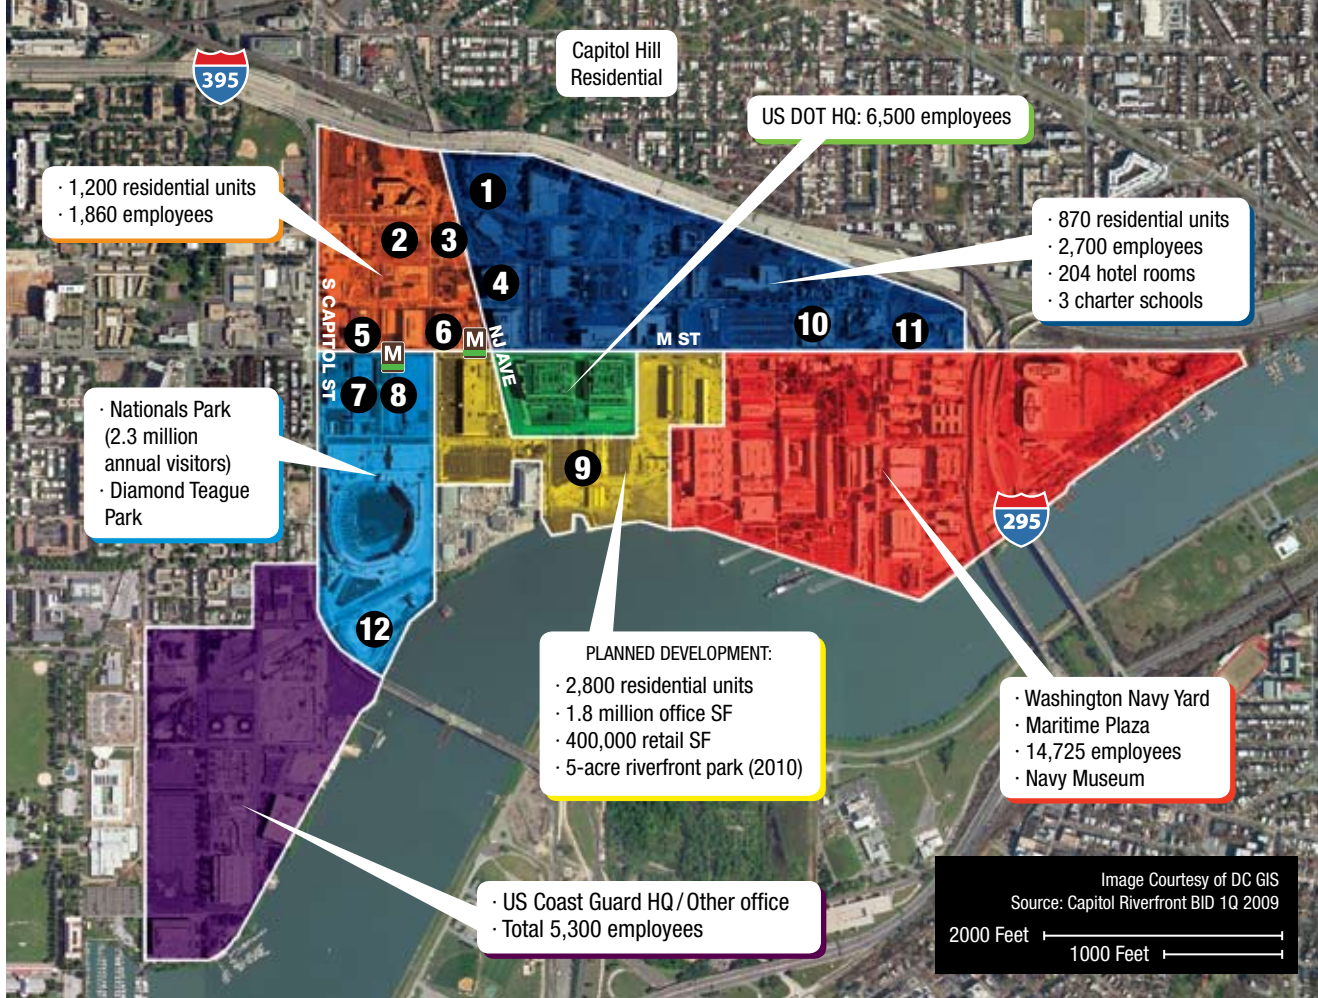 Capitol Hill
Residential
395
US DOT HQ: 6,500 employees
· 1,200 residential units
· 1,860 employees
· 870 residential units
· 2,700 employees
· 204 hotel rooms
· 3 charter schools
1
2
3
4
5
6
7
8
9
10
11
12
S CAPITOL ST
NJ AVE
M ST
M
M
· Nationals Park
(2.3 million
annual visitors)
· Diamond Teague
Park
295
PLANNED DEVELOPMENT:
· 2,800 residential units
· 1.8 million office SF
· 400,000 retail SF
· 5-acre riverfront park (2010)
· Washington Navy Yard
· Maritime Plaza
· 14,725 employees
· Navy Museum
· US Coast Guard HQ / Other office
· Total 5,300 employees
Image Courtesy of DC GIS
Source: Capitol Riverfront BID 1Q 2009
2000 Feet
1000 Feet